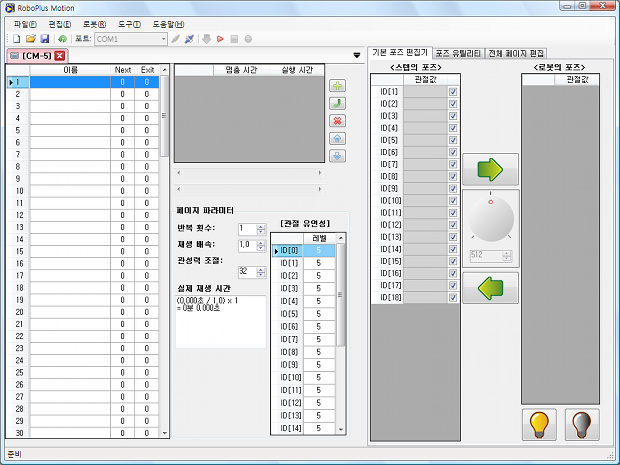 RoboPlus Motion
파일(F) 편집(E) 로봇(R) 도구(T) 도움말(H)
포트: COM1
[CM-5]
이름 Next Exit
1 0 0
2 0 0
3 0 0
4 0 0
5 0 0
6 0 0
7 0 0
8 0 0
9 0 0
10 0 0
11 0 0
12 0 0
13 0 0
14 0 0
15 0 0
16 0 0
17 0 0
18 0 0
19 0 0
20 0 0
21 0 0
22 0 0
23 0 0
24 0 0
25 0 0
26 0 0
27 0 0
28 0 0
29 0 0
30 0 0
멈춤 시간 실행 시간
페이지 파라미터
반복 횟수: 1
재생 배속: 1,0
관성력 조절:
32
실제 재생 시간
(0,000초 / 1,0) x 1
= 0분 0,000초
[관절 유연성]
레벨
ID[0] 5
ID[1] 5
ID[2] 5
ID[3] 5
ID[4] 5
ID[5] 5
ID[6] 5
ID[7] 5
ID[8] 5
ID[9] 5
ID[10] 5
ID[11] 5
ID[12] 5
ID[13] 5
ID[14] 5
기본 포즈 편집기 포즈 유틸리티 전체 페이지 편집
<스텝의 포즈>
관절값
ID[1]
ID[2]
ID[3]
ID[4]
ID[5]
ID[6]
ID[7]
ID[8]
ID[9]
ID[10]
ID[11]
ID[12]
ID[13]
ID[14]
ID[15]
ID[16]
ID[17]
ID[18]
512
<로봇의 포즈>
관절값
준비